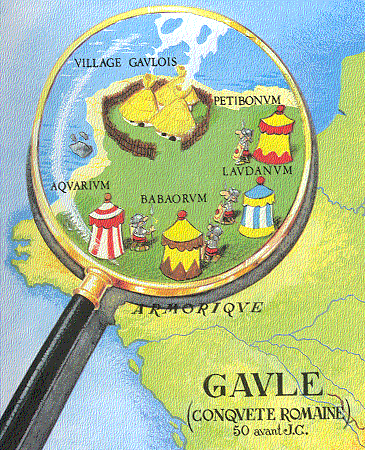 VILLAGE GAVLOIS
PETIBONVM
LAVDANVM
AQVARIVM
BABAORVM
ARMORIQVE
GAVLE
(CONQVETE ROMAINE)
50 avant J.C.